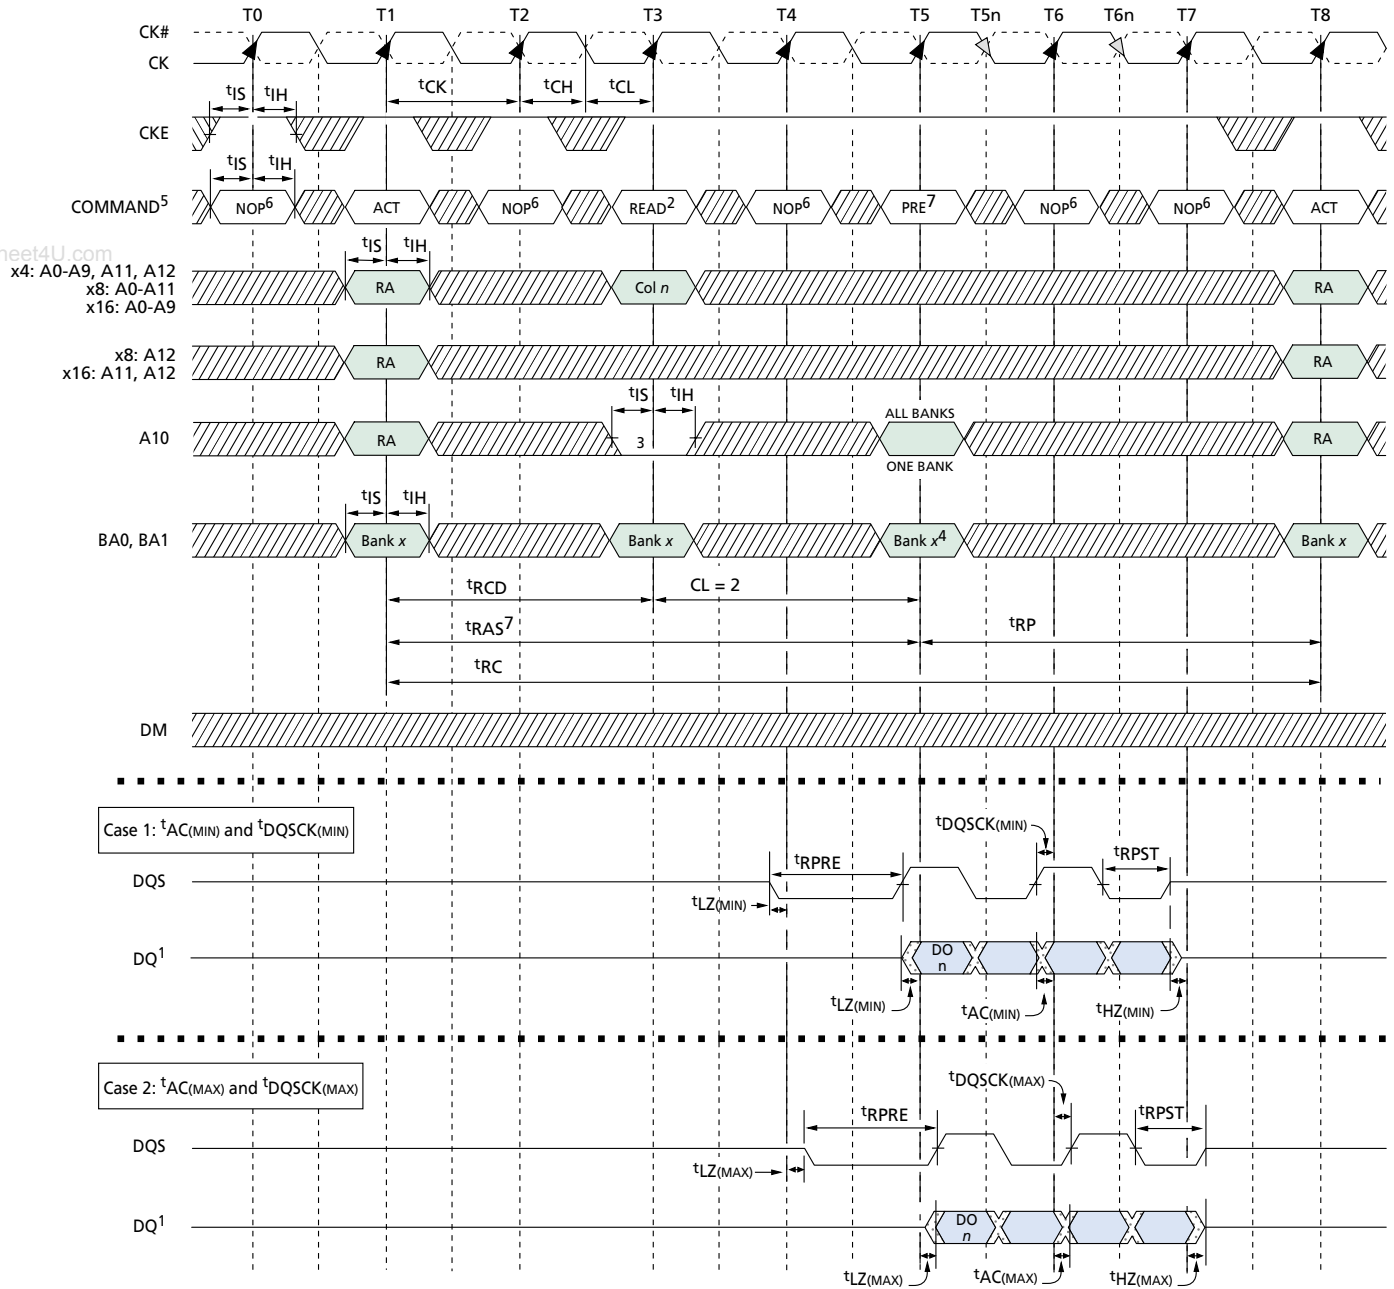 T0 T1 T2 T3 T4 T5 T5n T6 T6n T7 T8
CK#
CK
tIS tIH tCK tCH tCL
CKE
tIS tIH
COMMAND5 NOP6 ACT NOP6 READ2 NOP6 PRE7 NOP6 NOP6 ACT
neet4U.com
tIS tIH
x4: A0-A9, A11, A12
x8: A0-A11 RA Col n RA
x16: A0-A9
x8: A12
x16: A11, A12 RA RA
tIS tIH
ALL BANKS
A10 RA 3 RA
ONE BANK
tIS tIH
BA0, BA1 Bank x Bank x Bank x4 Bank x
tRCD CL = 2
tRAS7 tRP
tRC
DM
Case 1: tAC(MIN) and tDQSCK(MIN)
tDQSCK(MIN)
tRPRE tRPST
DQS
tLZ(MIN)
DQ1 DO
n
tLZ(MIN) tAC(MIN) tHZ(MIN)
Case 2: tAC(MAX) and tDQSCK(MAX)
tDQSCK(MAX)
tRPRE tRPST
DQS
tLZ(MAX)
DQ1 DO
n
tLZ(MAX) tAC(MAX) tHZ(MAX)